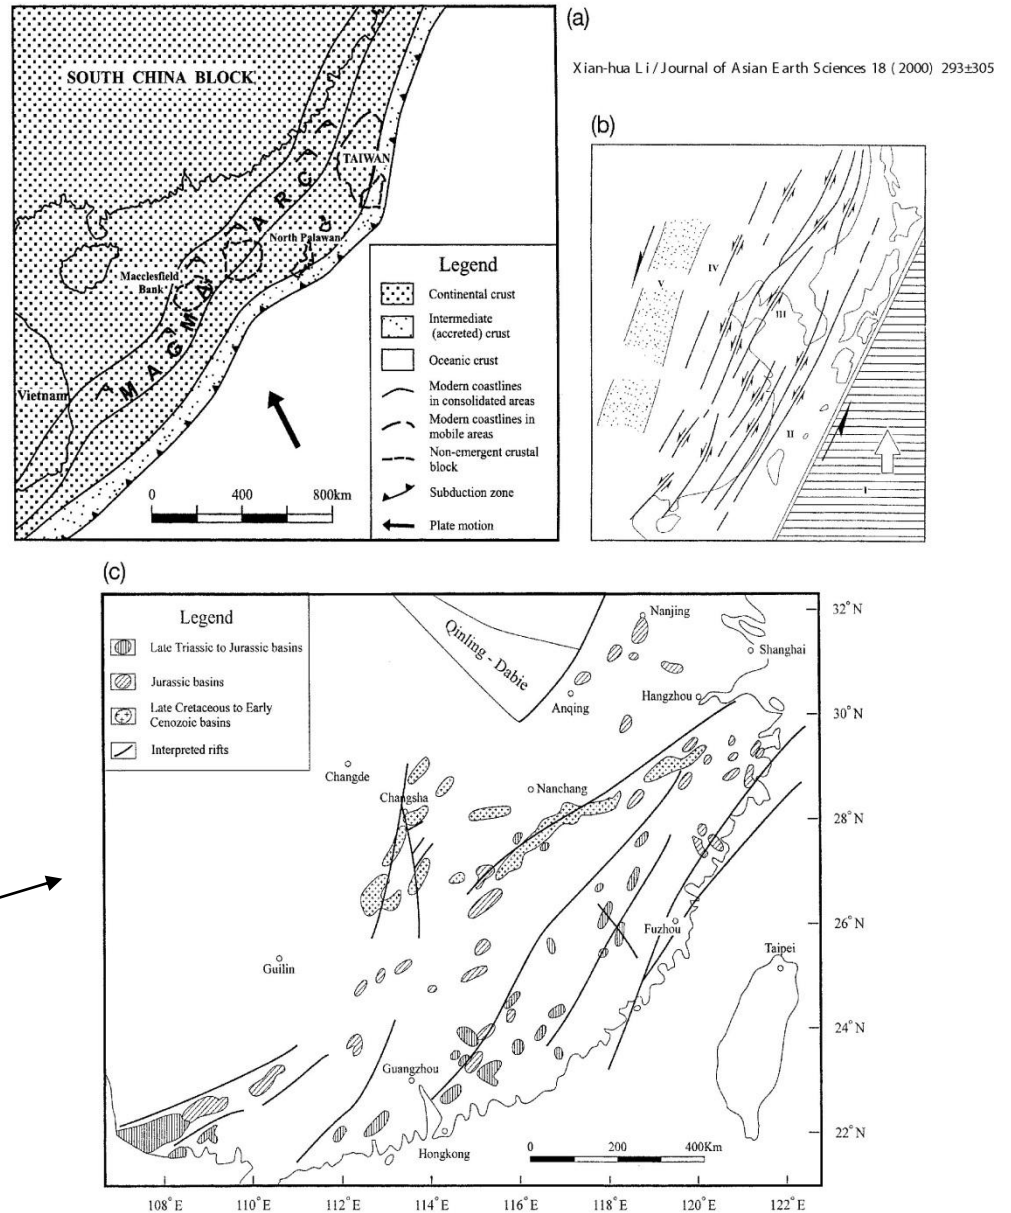 (a)
Xian-hua Li / Journal of Asian Earth Sciences 18 (2000) 293±305
SOUTH CHINA BLOCK
TAIWAN
North Palawan
Macclesfield
Bank
MAGMA ARC
Vietnam
0 400 800km
Legend
Continental crust
Intermediate
(accreted) crust
Oceanic crust
Modern coastlines
in consolidated areas
Modern coastlines in
mobile areas
Non-emergent crustal
block
Subduction zone
Plate motion
(b)
IV
V
III
II
I
(c)
Legend
Late Triassic to Jurassic basins
Jurassic basins
Late Cretaceous to Early
Cenozoic basins
Interpreted rifts
Qinling - Dabie
Nanjing
Shanghai
Hangzhou
Anqing
Changde
Changsha
Nanchang
Fuzhou
Guilin
Taipei
Guangzhou
Hongkong
0 200 400Km
32°N
30°N
28°N
26°N
24°N
22°N
108°E 110°E 112°E 114°E 116°E 118°E 120°E 122°E